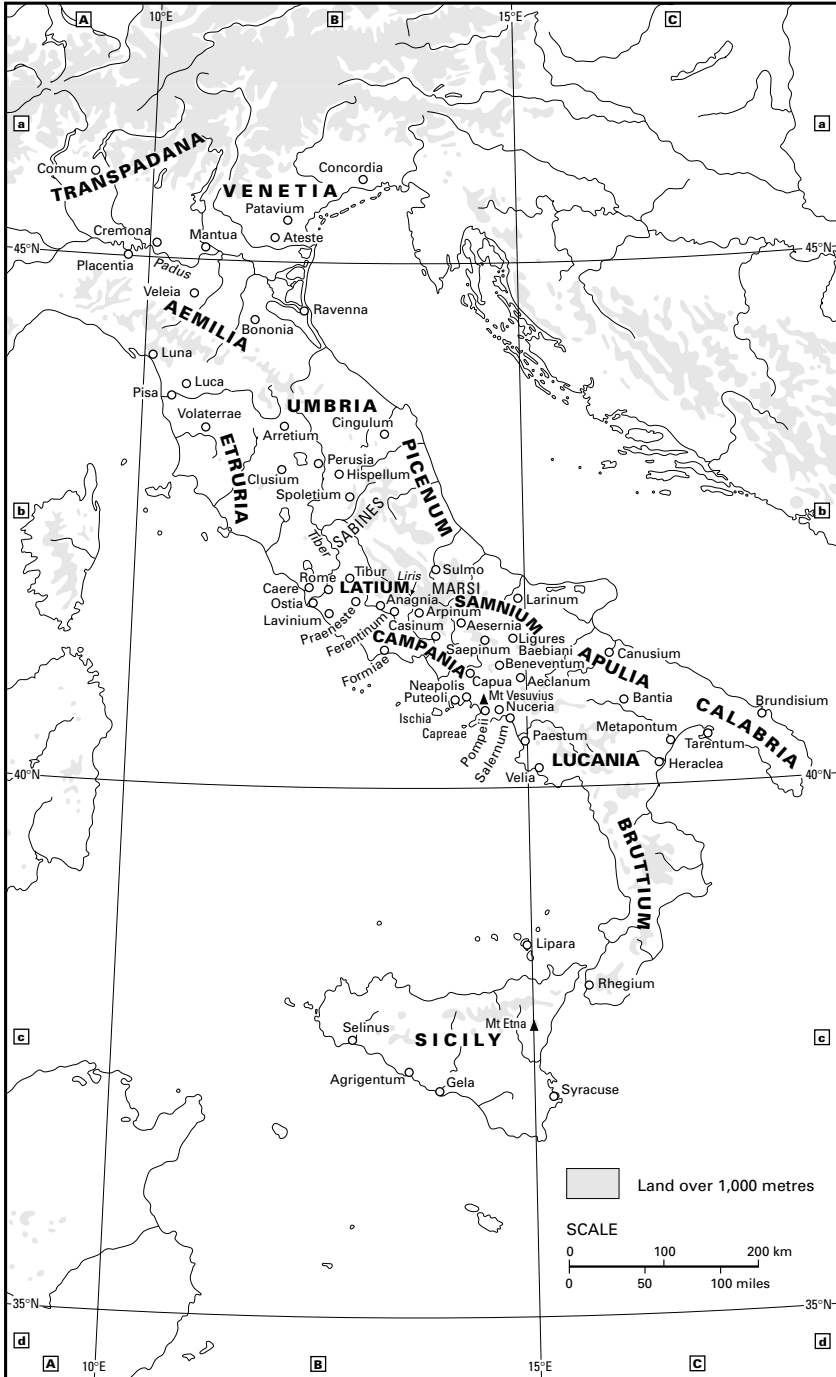 10°E
15°E
A
B
C
a
a
TRANSPADANA
Comum
Concordia
VENETIA
Patavium
Cremona
Mantua
Ateste
45°N
45°N
Placentia
Padus
Veleia
AEMILIA
Ravenna
Bononia
Luna
Luca
Pisa
UMBRIA
Volaterrae
Cingulum
Arretium
ETRURIA
PICENUM
Perusia
Clusium
Hispellum
Spoletium
b
b
SABINES
Tiber
Sulmo
Tibur
Liris
Rome
MARSI
Caere
LATIUM
Larinum
Ostia
Anagnia
SAMNIUM
Lavinium
Arpinum
Praeneste
Ferentinum
Casinum
Aesernia
Ligures
Baebiani
CAMPANIA
Saepinum
Canusium
Formiae
Beneventum
APULIA
Capua
Aeclanum
Neapolis
Mt Vesuvius
Bantia
Puteoli
Nuceria
Brundisium
Ischia
Capreae
Pompeii
Salernum
Metapontum
CALABRIA
Paestum
Tarentum
LUCANIA
Heraclea
Velia
40°N
40°N
BRUTTIUM
Lipara
Rhegium
Mt Etna
c
c
Selinus
SICILY
Agrigentum
Gela
Syracuse
Land over 1,000 metres
SCALE
0
100
200 km
0
50
100 miles
35°N
35°N
d
d
A
10°E
B
15°E
C